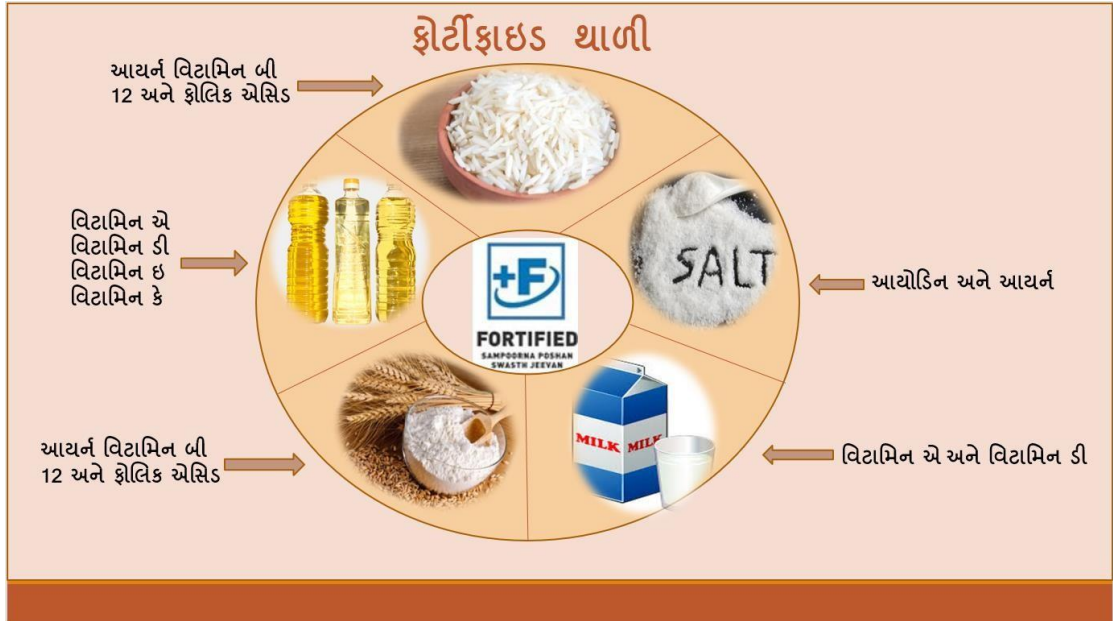 ફોર્ટીફાઇડ થાળી
આયર્ન વિટામિન બી
12 અને ફોલિક એસિડ
વિટામિન એ
વિટામિન ડી
વિટામિન ઇ
વિટામિન કે
SALT
આયોડિન અને આયર્ન
+F
FORTIFIED
SAMPOORNA POSHAN
SWASTH JEEVAN
આયર્ન વિટામિન બી
12 અને ફોલિક એસિડ
MILK MILK
વિટામિન એ અને વિટામિન ડી